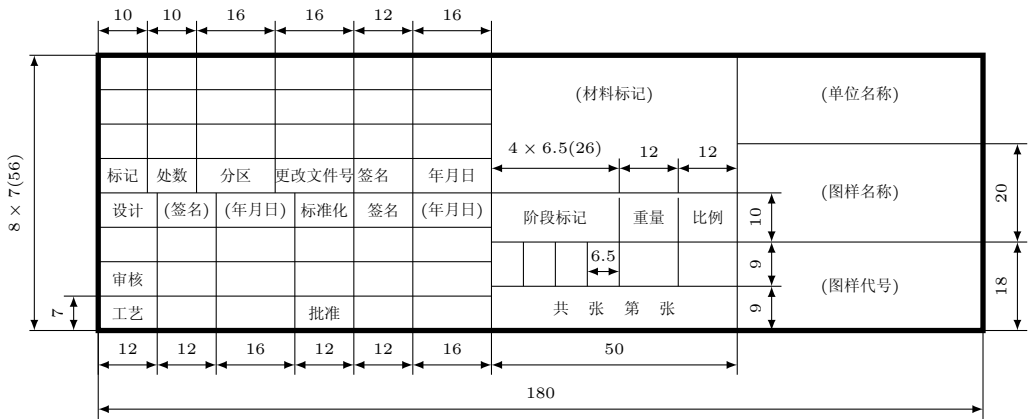 10 10 16 16 12 16
(材料标记) (单位名称)
4 × 6.5(26) 12 12
标记 处数 分区 更改文件号 签名 年月日
设计 (签名) (年月日) 标准化 签名 (年月日)
阶段标记 重量 比例 10 (图样名称) 20
8 × 7(56)
6.5 9
审核 (图样代号) 18
7 工艺 批准 共 张 第 张 9
12 12 16 12 12 16 50
180